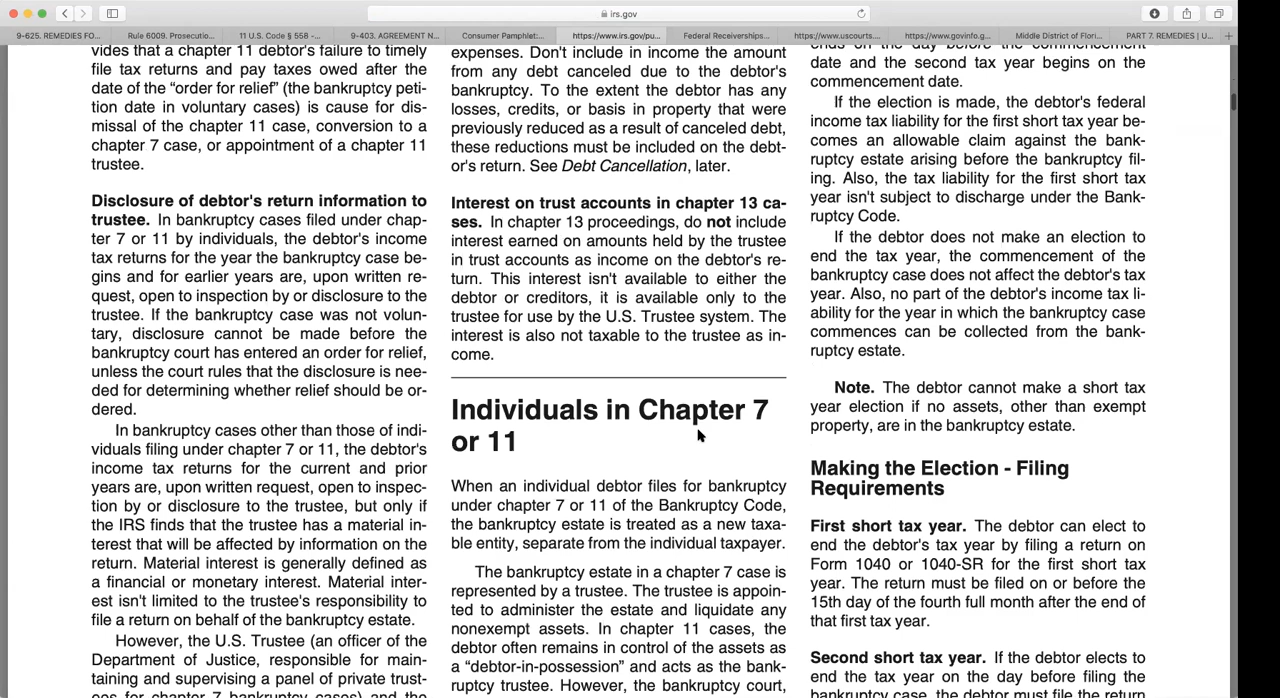 irs.gov
9-625. REMEDIES FO...
Rule 6009. Prosecutio...
11 U.S. Code § 558 -...
9-403. AGREEMENT N...
Consumer Pamphlet:...
https://www.irs.gov/pu...
Federal Receiverships...
https://www.uscourts....
https://www.govinfo.g...
Middle District of Flori...
PART 7. REMEDIES | U...
vides that a chapter 11 debtor's failure to timely
file tax returns and pay taxes owed after the
date of the “order for relief” (the bankruptcy peti-
tion date in voluntary cases) is cause for dis-
missal of the chapter 11 case, conversion to a
chapter 7 case, or appointment of a chapter 11
trustee.
Disclosure of debtor's return information to
trustee. In bankruptcy cases filed under chap-
ter 7 or 11 by individuals, the debtor's income
tax returns for the year the bankruptcy case be-
gins and for earlier years are, upon written re-
quest, open to inspection by or disclosure to the
trustee. If the bankruptcy case was not volun-
tary, disclosure cannot be made before the
bankruptcy court has entered an order for relief,
unless the court rules that the disclosure is nee-
ded for determining whether relief should be or-
dered.
In bankruptcy cases other than those of indi-
viduals filing under chapter 7 or 11, the debtor's
income tax returns for the current and prior
years are, upon written request, open to inspec-
tion by or disclosure to the trustee, but only if
the IRS finds that the trustee has a material in-
terest that will be affected by information on the
return. Material interest is generally defined as
a financial or monetary interest. Material inter-
est isn't limited to the trustee's responsibility to
file a return on behalf of the bankruptcy estate.
However, the U.S. Trustee (an officer of the
Department of Justice, responsible for main-
taining and supervising a panel of private trust-
ees for chapter 7 bankruptcy cases) and the
expenses. Don't include in income the amount
from any debt canceled due to the debtor's
bankruptcy. To the extent the debtor has any
losses, credits, or basis in property that were
previously reduced as a result of canceled debt,
these reductions must be included on the debt-
or's return. See Debt Cancellation, later.
Interest on trust accounts in chapter 13 ca-
ses. In chapter 13 proceedings, do not include
interest earned on amounts held by the trustee
in trust accounts as income on the debtor's re-
turn. This interest isn't available to either the
debtor or creditors, it is available only to the
trustee for use by the U.S. Trustee system. The
interest is also not taxable to the trustee as in-
come.
Individuals in Chapter 7
or 11
When an individual debtor files for bankruptcy
under chapter 7 or 11 of the Bankruptcy Code,
the bankruptcy estate is treated as a new taxa-
ble entity, separate from the individual taxpayer.
The bankruptcy estate in a chapter 7 case is
represented by a trustee. The trustee is appoin-
ted to administer the estate and liquidate any
nonexempt assets. In chapter 11 cases, the
debtor often remains in control of the assets as
a “debtor-in-possession” and acts as the bank-
ruptcy trustee. However, the bankruptcy court,
ends on the day before the commencement
date and the second tax year begins on the
commencement date.
If the election is made, the debtor's federal
income tax liability for the first short tax year be-
comes an allowable claim against the bank-
ruptcy estate arising before the bankruptcy fil-
ing. Also, the tax liability for the first short tax
year isn't subject to discharge under the Bank-
ruptcy Code.
If the debtor does not make an election to
end the tax year, the commencement of the
bankruptcy case does not affect the debtor's tax
year. Also, no part of the debtor's income tax li-
ability for the year in which the bankruptcy case
commences can be collected from the bank-
ruptcy estate.
Note. The debtor cannot make a short tax
year election if no assets, other than exempt
property, are in the bankruptcy estate.
Making the Election - Filing
Requirements
First short tax year. The debtor can elect to
end the debtor's tax year by filing a return on
Form 1040 or 1040-SR for the first short tax
year. The return must be filed on or before the
15th day of the fourth full month after the end of
that first tax year.
Second short tax year. If the debtor elects to
end the tax year on the day before filing the
bankruptcy case, the debtor must file the return